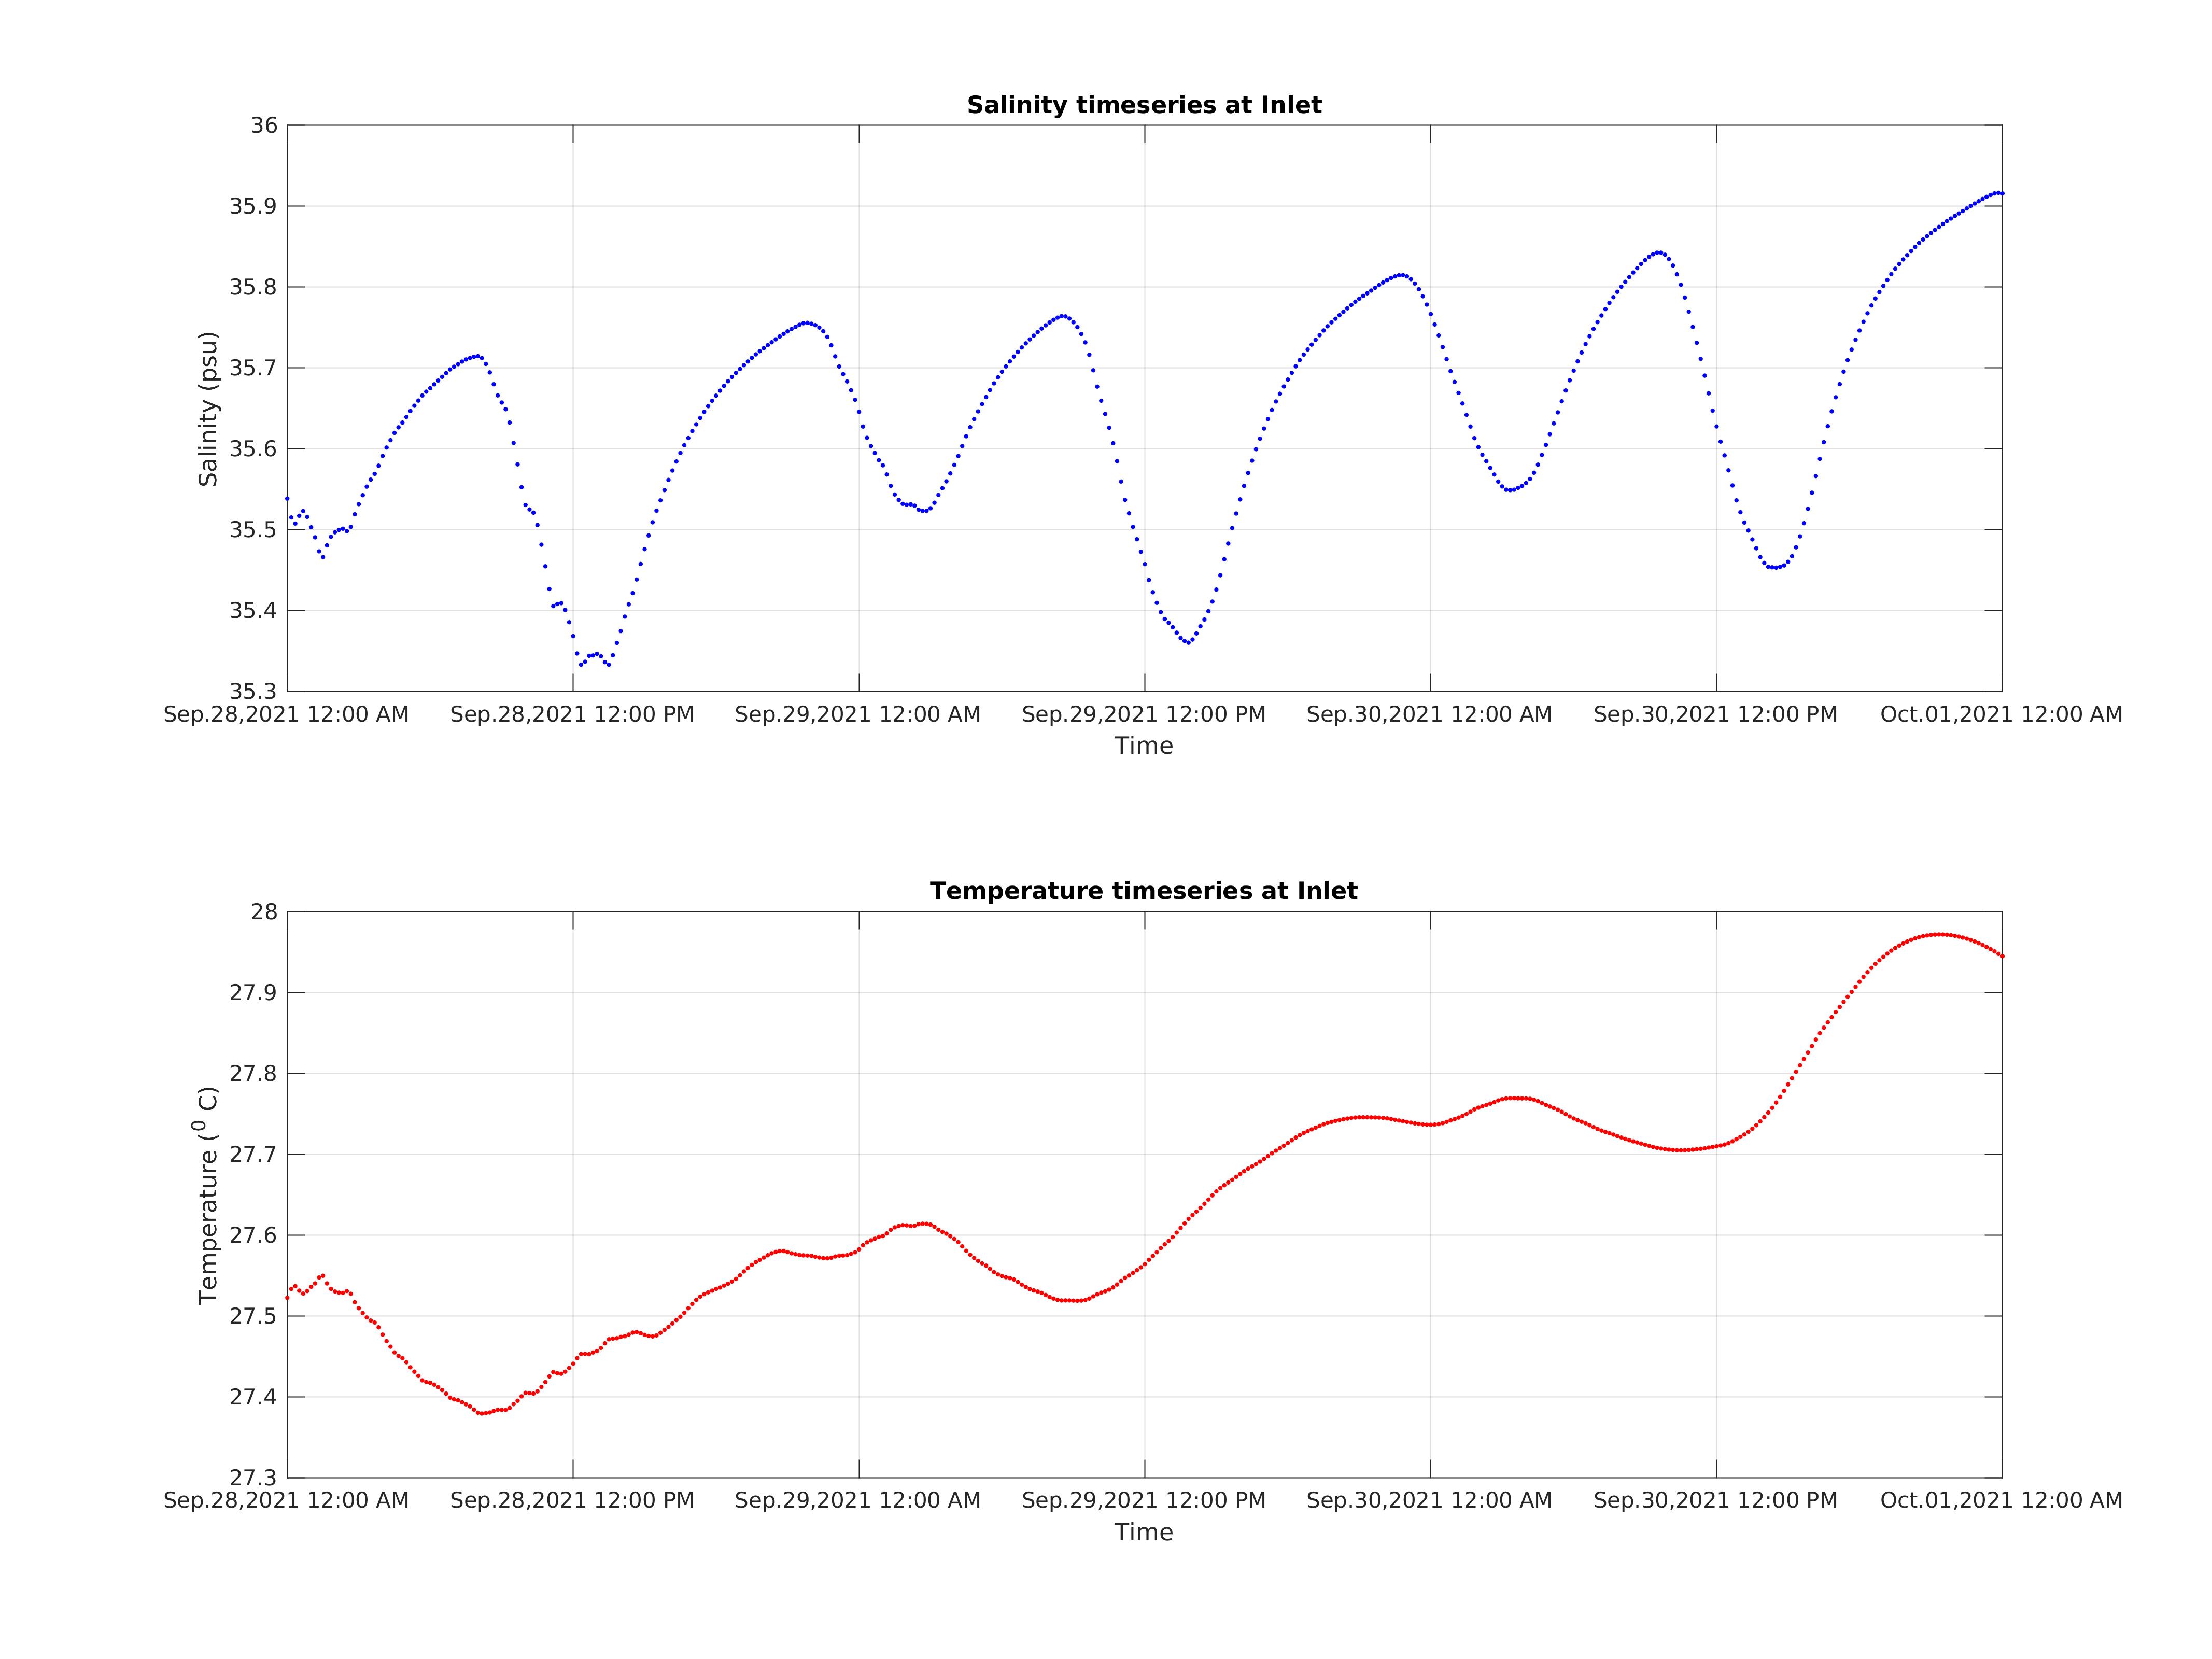 Salinity timeseries at Inlet
36
35.9
35.8
35.7
35.6
35.5
35.4
35.3
Salinity (psu)
Sep.28,2021 12:00 AM Sep.28,2021 12:00 PM Sep.29,2021 12:00 AM Sep.29,2021 12:00 PM Sep.30,2021 12:00 AM Sep.30,2021 12:00 PM Oct.01,2021 12:00 AM
Time
Temperature timeseries at Inlet
28
27.9
27.8
27.7
27.6
27.5
27.4
27.3
Temperature (⁰ C)
Sep.28,2021 12:00 AM Sep.28,2021 12:00 PM Sep.29,2021 12:00 AM Sep.29,2021 12:00 PM Sep.30,2021 12:00 AM Sep.30,2021 12:00 PM Oct.01,2021 12:00 AM
Time